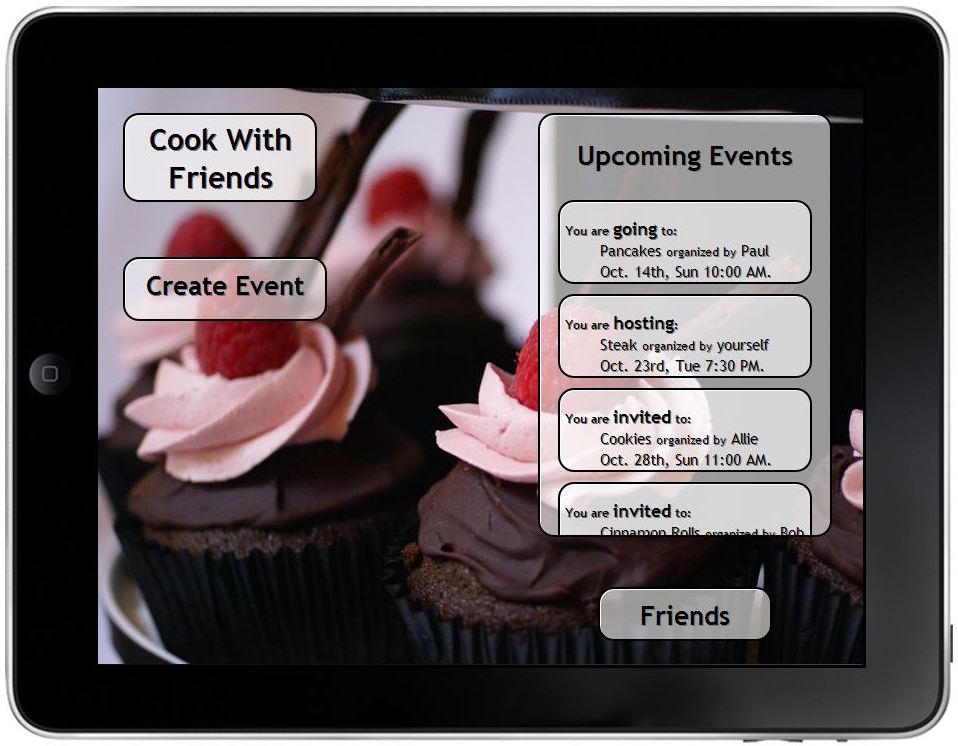 Cook With
Friends
Create Event
Upcoming Events
You are going to:
Pancakes organized by Paul
Oct. 14th, Sun 10:00 AM.
You are hosting:
Steak organized by yourself
Oct. 23rd, Tue 7:30 PM.
You are invited to:
Cookies organized by Allie
Oct. 28th, Sun 11:00 AM.
You are invited to:
Cinnamon Rolls organized by Bob
Friends